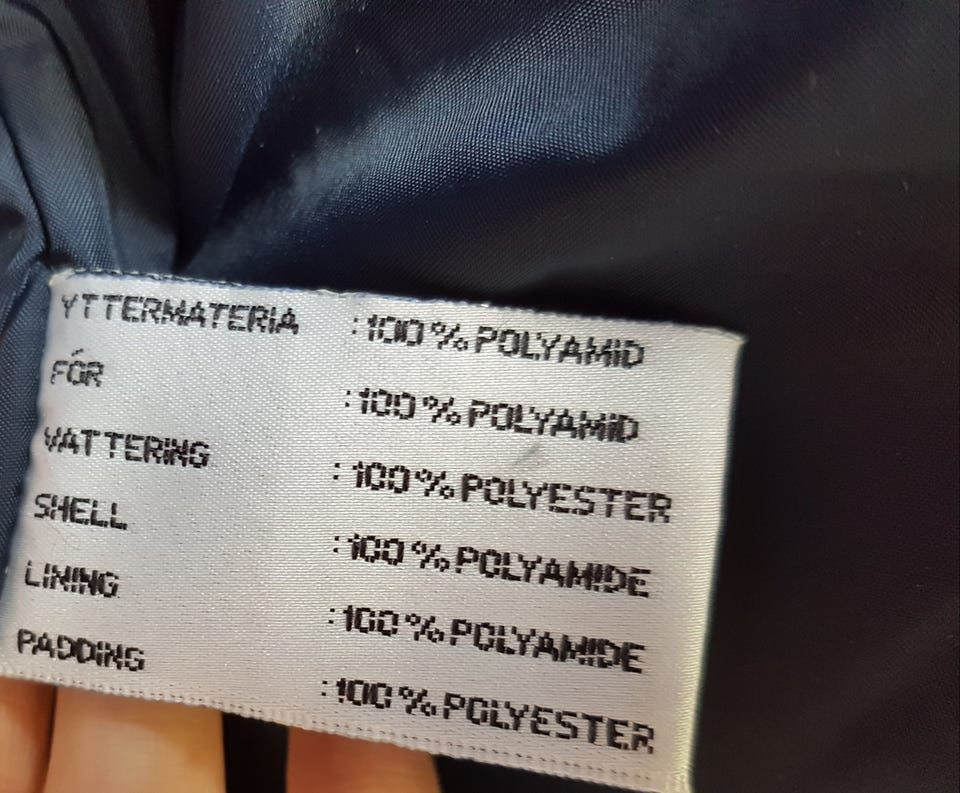 YTTERMATERIA :100% POLYAMID
FÓR :100% POLYAMID
VATTERING :100% POLYESTER
SHELL :100% POLYAMIDE
LINING :100% POLYAMIDE
PADDING :100% POLYESTER